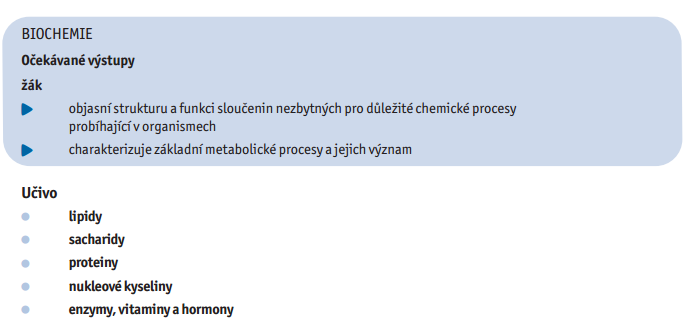 BIOCHEMIE
Očekávané výstupy
žák
objasní strukturu a funkci sloučenin nezbytných pro důležité chemické procesy
probíhající v organismech
charakterizuje základní metabolické procesy a jejich význam
Učivo
lipidy
sacharidy
proteiny
nukleové kyseliny
enzymy, vitaminy a hormony